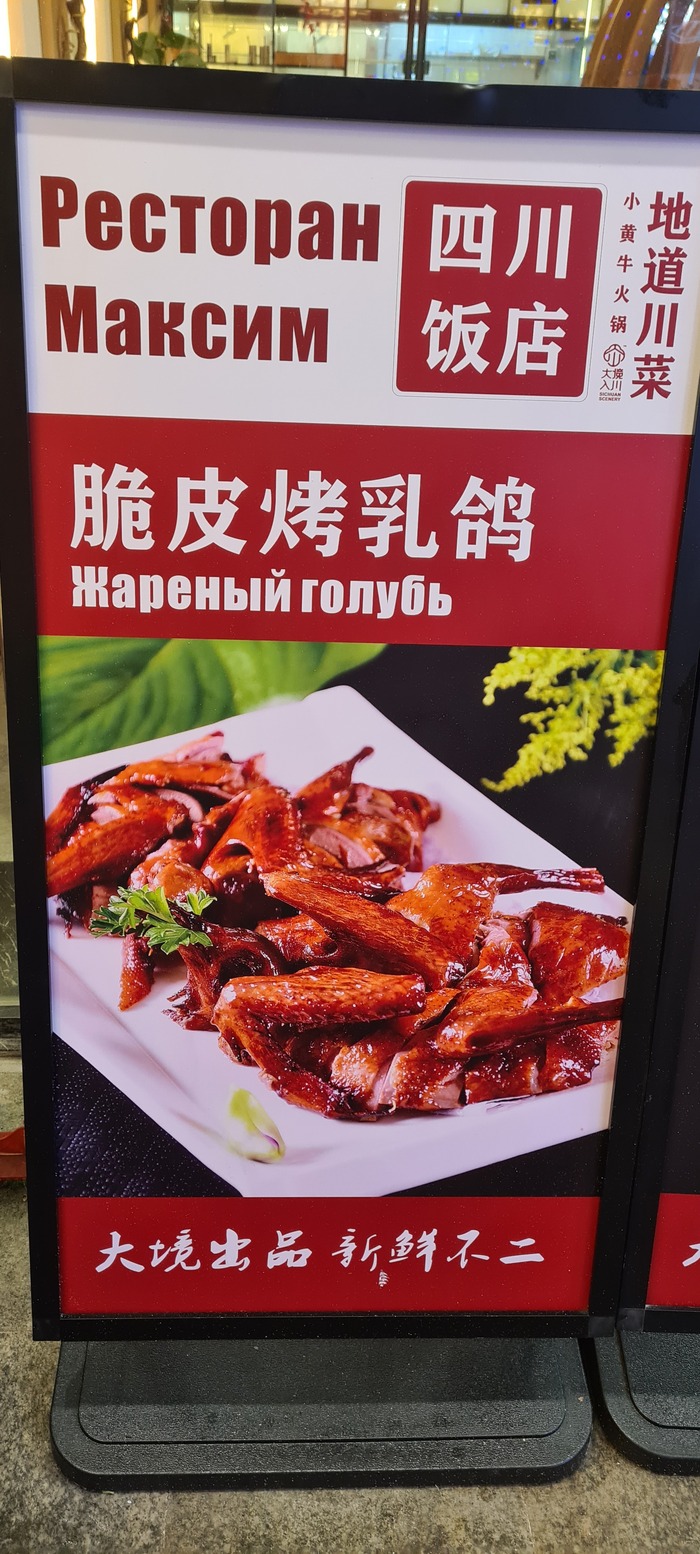 Ресторан
Максим
四川
饭店
地道川菜
小黄牛火锅
大境
入川
SICHUAN
SCENERY
脆皮烤乳鸽
Жареный голубь
大境出品 新鲜不二